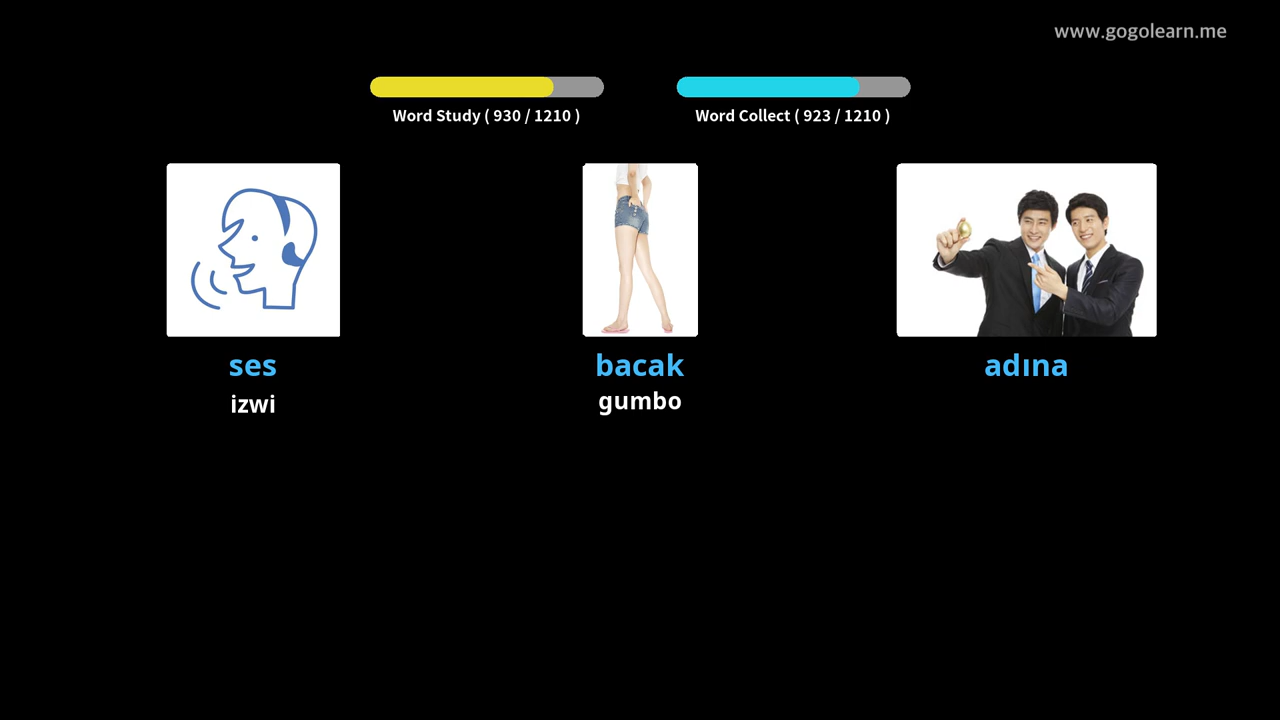 www.gogolearn.me
Word Study ( 930 / 1210 )
Word Collect ( 923 / 1210 )
ses
izwi
bacak
gumbo
adına